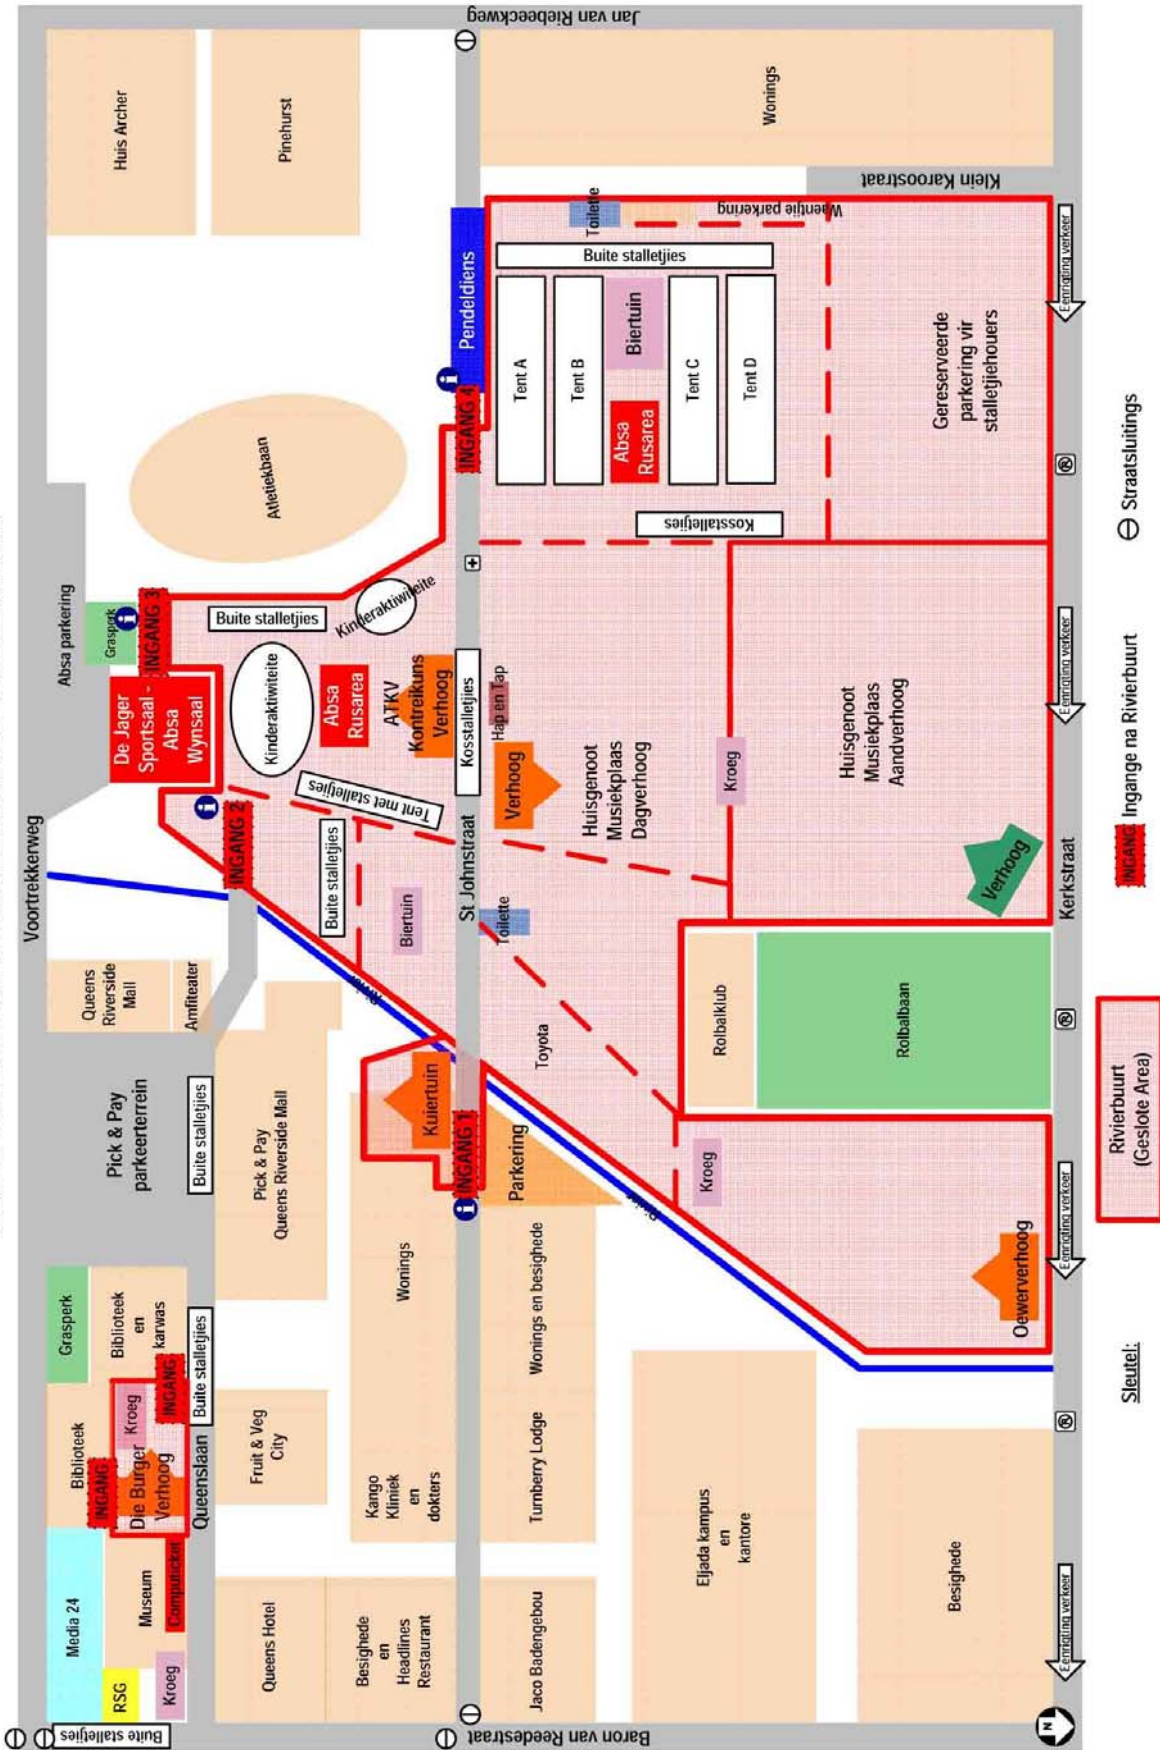 Voortrekkerweg
Jan van Riebeeckweg
Baron van Reedestraat
Kerkstraat
St Johnstraat
Queenslaan
Klein Karoostraat
Buite stalletjies
Media 24
RSG
Museum
Kroeg
Computicket
Biblioteek
INGANG
Die Burger
Verhoog
Kroeg
INGANG
Grasperk
Biblioteek
en
karwas
Buite stalletjies
Pick & Pay
parkeerterrein
Buite stalletjies
Queens
Riverside
Mall
Amfiteater
Absa parkering
De Jager
Sportsaal -
Absa
Wynsaal
Grasperk
INGANG 3
INGANG 2
Huis Archer
Pinehurst
Atletiekbaan
Queens Hotel
Fruit & Veg
City
Pick & Pay
Queens Riverside Mall
Besighede
en
Headlines
Restaurant
Kango
Kliniek
en
dokters
Wonings
Kuiertuin
INGANG 1
Rivier
Buite stalletjies
Biertuin
Tent met stalletjies
Kinderaktiwiteite
Absa
Rusarea
ATKV
Kontreikuns
Verhoog
Buite stalletjies
Kinderaktiwiteite
Kosstalletjies
INGANG 4
Pendeldiens
Jaco Badengebou
Turnberry Lodge
Wonings en besighede
Parkering
Rivier
Toyota
Toilette
Verhoog
Hap en Tap
Huisgenoot
Musiekplaas
Dagverhoog
Kosstalletjies
Tent A
Tent B
Absa
Rusarea
Biertuin
Tent C
Tent D
Buite stalletjies
Toilette
Waentjie parkering
Wonings
Eljada kampus
en
kantore
Besighede
Kroeg
Oewerverhoog
Rolbalklub
Rolbalbaan
Kroeg
Huisgenoot
Musiekplaas
Aandverhoog
Verhoog
Gereserveerde
parkering vir
stalletjiehouers
Eenrigting verkeer
Eenrigting verkeer
Eenrigting verkeer
Eenrigting verkeer
N
Sleutel:
Rivierbuurt
(Geslote Area)
INGANG Ingange na Rivierbuurt
Straatsluitings